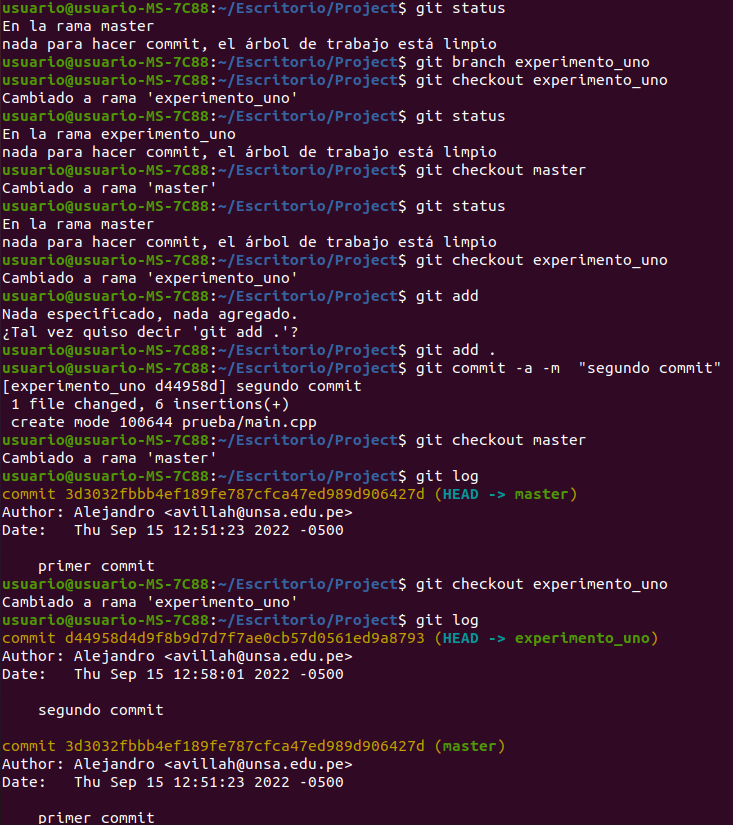 usuario@usuario-MS-7C88:~/Escritorio/Project$ git status
En la rama master
nada para hacer commit, el árbol de trabajo está limpio
usuario@usuario-MS-7C88:~/Escritorio/Project$ git branch experimento_uno
usuario@usuario-MS-7C88:~/Escritorio/Project$ git checkout experimento_uno
Cambiado a rama 'experimento_uno'
usuario@usuario-MS-7C88:~/Escritorio/Project$ git status
En la rama experimento_uno
nada para hacer commit, el árbol de trabajo está limpio
usuario@usuario-MS-7C88:~/Escritorio/Project$ git checkout master
Cambiado a rama 'master'
usuario@usuario-MS-7C88:~/Escritorio/Project$ git status
En la rama master
nada para hacer commit, el árbol de trabajo está limpio
usuario@usuario-MS-7C88:~/Escritorio/Project$ git checkout experimento_uno
Cambiado a rama 'experimento_uno'
usuario@usuario-MS-7C88:~/Escritorio/Project$ git add
Nada especificado, nada agregado.
¿Tal vez quiso decir 'git add .'?
usuario@usuario-MS-7C88:~/Escritorio/Project$ git add .
usuario@usuario-MS-7C88:~/Escritorio/Project$ git commit -a -m  "segundo commit"
[experimento_uno d44958d] segundo commit
 1 file changed, 6 insertions(+)
 create mode 100644 prueba/main.cpp
usuario@usuario-MS-7C88:~/Escritorio/Project$ git checkout master
Cambiado a rama 'master'
usuario@usuario-MS-7C88:~/Escritorio/Project$ git log
commit 3d3032fbbb4ef189fe787cfca47ed989d906427d (HEAD -> master)
Author: Alejandro <avillah@unsa.edu.pe>
Date:   Thu Sep 15 12:51:23 2022 -0500
    primer commit
usuario@usuario-MS-7C88:~/Escritorio/Project$ git checkout experimento_uno
Cambiado a rama 'experimento_uno'
usuario@usuario-MS-7C88:~/Escritorio/Project$ git log
commit d44958d4d9f8b9d7d7f7ae0cb57d0561ed9a8793 (HEAD -> experimento_uno)
Author: Alejandro <avillah@unsa.edu.pe>
Date:   Thu Sep 15 12:58:01 2022 -0500
    segundo commit
commit 3d3032fbbb4ef189fe787cfca47ed989d906427d (master)
Author: Alejandro <avillah@unsa.edu.pe>
Date:   Thu Sep 15 12:51:23 2022 -0500
    primer commit